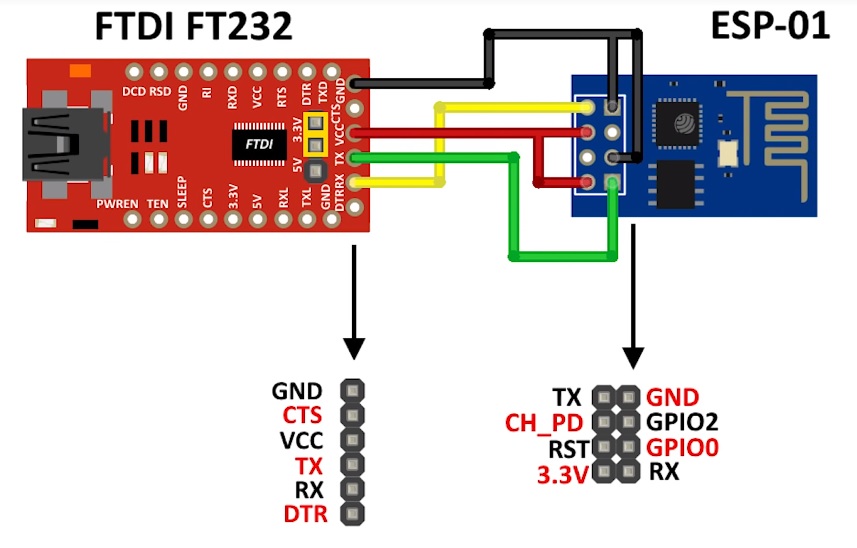 FTDI FT232
ESP-01
DCD RSD GND RI RXD VCC RTS DTR TXD
GND
CTS
VCC
TX
RX
DTR
3.3V
5V
FTDI
PWREN TEN SLEEP CTS 3.3V 5V RXL TXL GND
GND
CTS
VCC
TX
RX
DTR
TX GND
CH_PD GPIO2
RST GPIO0
3.3V RX